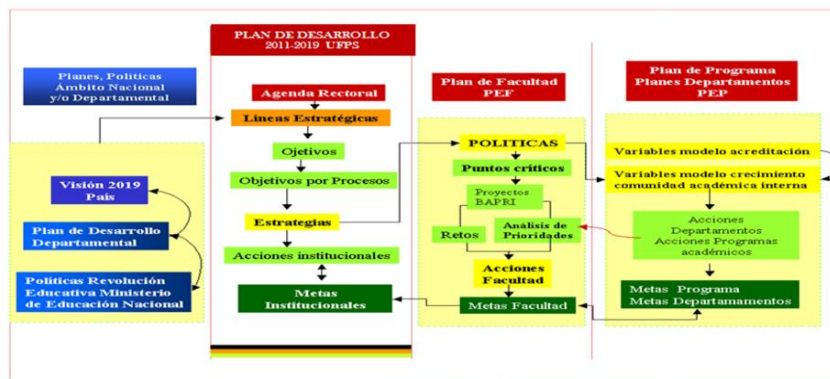 PLAN DE DESARROLLO
2011-2019 UFPS
Planes, Políticas
Ámbito Nacional
y/o Departamental
Visión 2019
País
Plan de Desarrollo
Departamental
Políticas Revolución
Educativa Ministerio
de Educación Nacional
Agenda Rectoral
Líneas Estratégicas
Ojetivos
Objetivos por Procesos
Estrategias
Acciones institucionales
Metas
Institucionales
Plan de Facultad
PEF
POLITICAS
Puntos críticos
Proyectos
BAPRI
Retos
Análisis de
Prioridades
Acciones
Facultad
Metas Facultad
Plan de Programa
Planes Departamentos
PEP
Variables modelo acreditación
Variables modelo crecimiento
comunidad académica interna
Acciones
Departamentos
Acciones Programas
académicos
Metas Programa
Metas Departamamentos